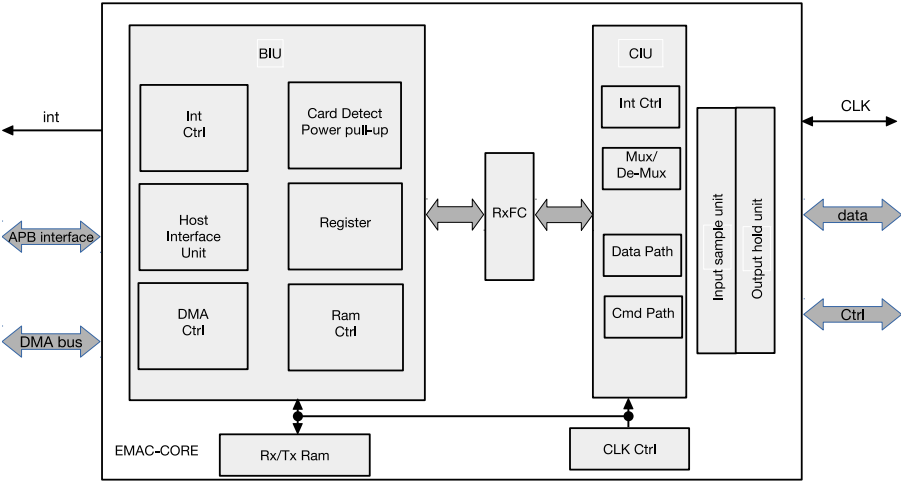 BIU
CIU
int
Int
Ctrl
Card Detect
Power pull-up
Int Ctrl
CLK
Mux/
De-Mux
Host
Interface
Unit
Register
RxFC
APB interface
data
Data Path
Input sample unit
Output hold unit
DMA
Ctrl
Ram
Ctrl
Cmd Path
Ctrl
DMA bus
EMAC-CORE
Rx/Tx Ram
CLK Ctrl